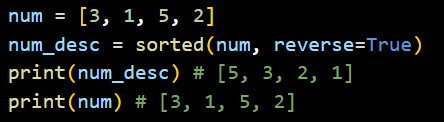 num = [3, 1, 5, 2]
num_desc = sorted(num, reverse=True)
print(num_desc) # [5, 3, 2, 1]
print(num) # [3, 1, 5, 2]